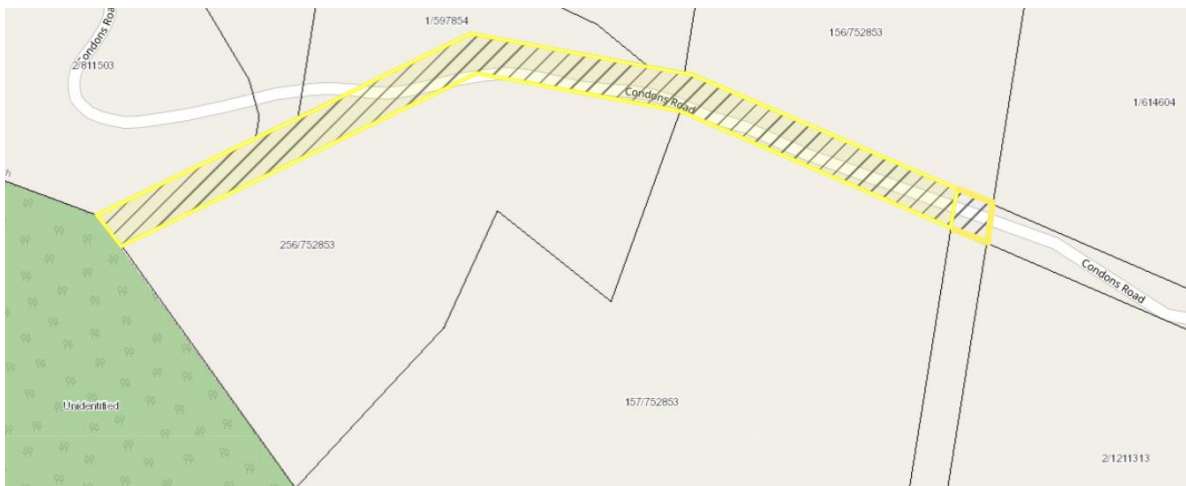 1/597854
156/752853
Condons Road
2/811503
Condons Road
1/614604
256/752853
Condons Road
Unidentified
157/752853
2/1211313